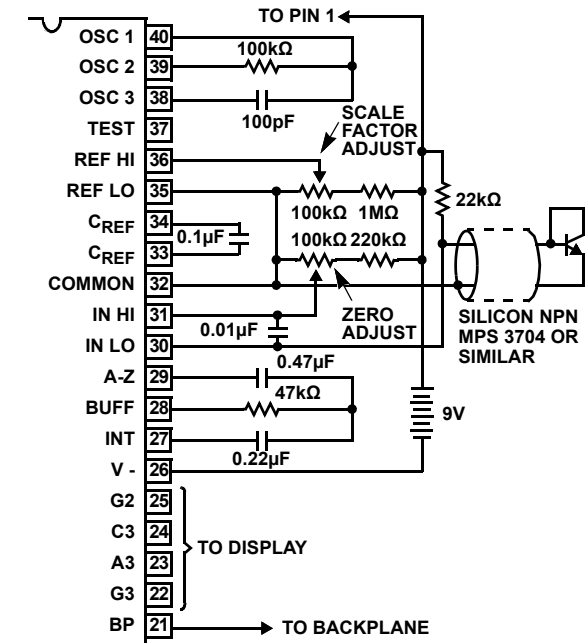 TO PIN 1
OSC 1 40
100kΩ
OSC 2 39
OSC 3 38
100pF
TEST 37
SCALE
FACTOR
ADJUST
REF HI 36
REF LO 35
100kΩ 1MΩ
22kΩ
CREF 34
0.1µF
100kΩ 220kΩ
CREF 33
COMMON 32
IN HI 31
0.01µF
ZERO
ADJUST
SILICON NPN
MPS 3704 OR
SIMILAR
IN LO 30
0.47µF
A-Z 29
47kΩ
BUFF 28
9V
INT 27
0.22µF
V - 26
G2 25
C3 24
TO DISPLAY
A3 23
G3 22
BP 21
TO BACKPLANE